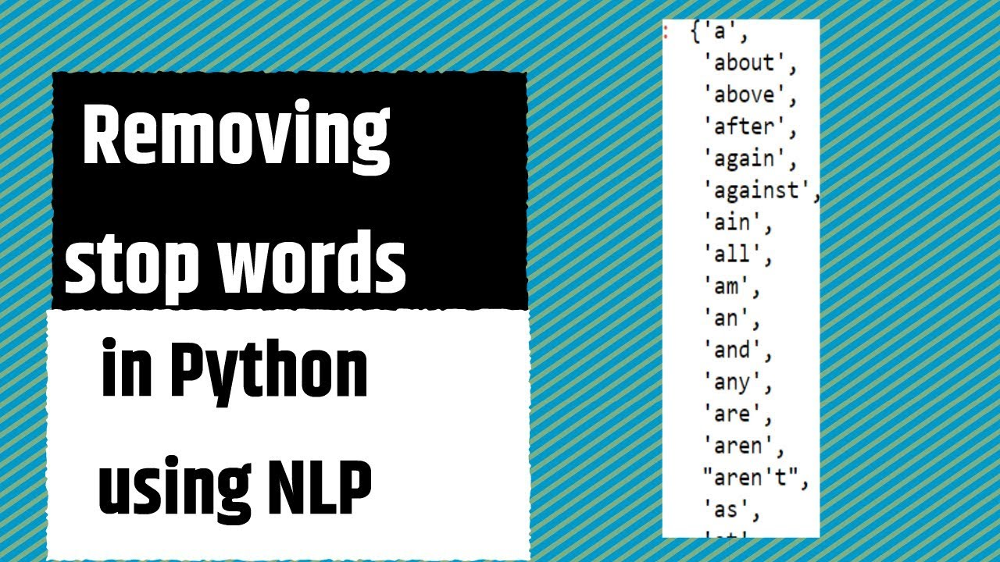 Removing
stop words
in Python
using NLP
: {'a',
'about',
'above',
'after',
'again',
'against',
'ain',
'all',
'am',
'an',
'and',
'any',
'are',
'aren',
"aren't",
'as',